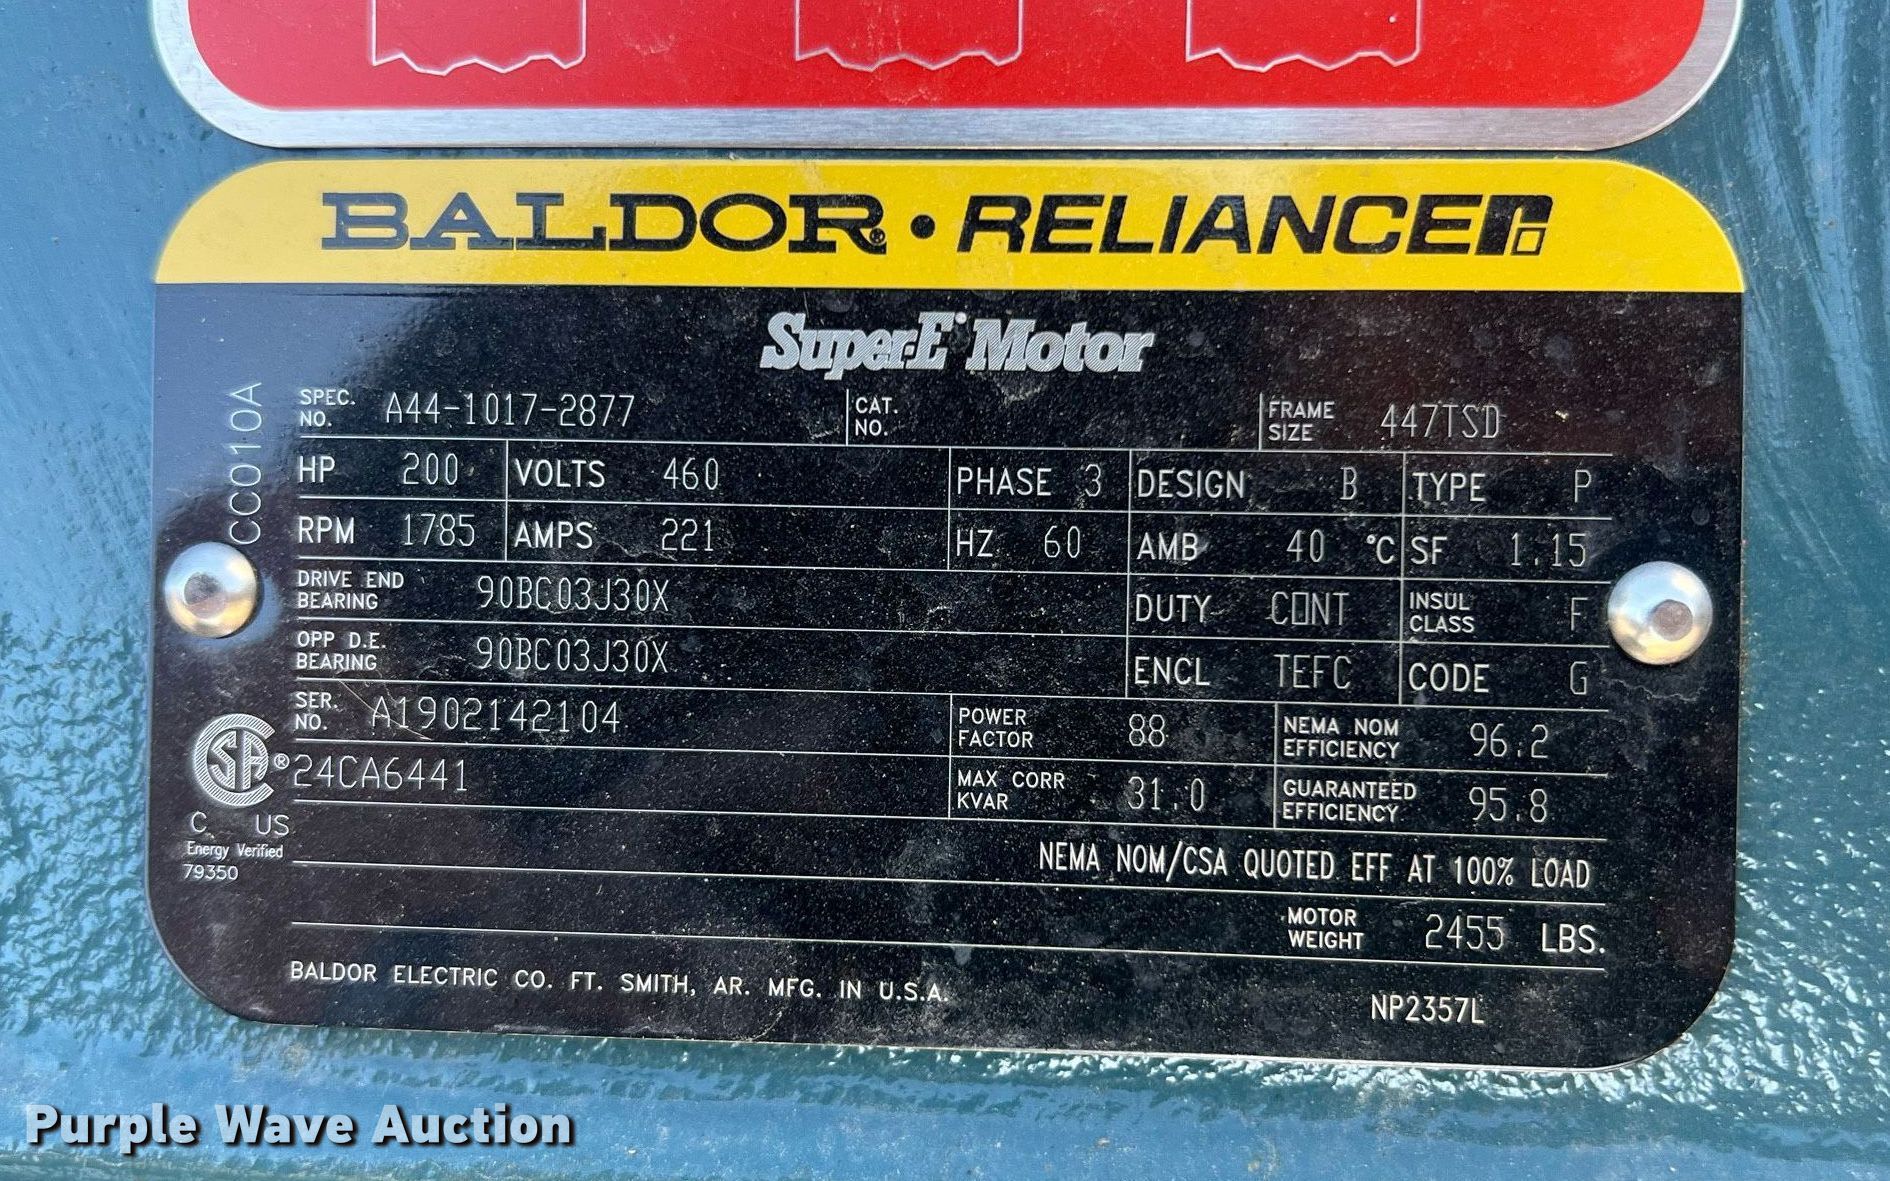 BALDOR® • RELIANCE
Super-E® Motor
CC010A
SPEC. NO. A44-1017-2877 CAT. NO. FRAME SIZE 447TSD
HP 200 VOLTS 460 PHASE 3 DESIGN B TYPE P
RPM 1785 AMPS 221 HZ 60 AMB 40 °C SF 1.15
DRIVE END BEARING 90BC03J30X DUTY CONT INSUL CLASS F
OPP D.E. BEARING 90BC03J30X ENCL TEFC CODE G
SER. NO. A1902142104 POWER FACTOR 88 NEMA NOM EFFICIENCY 96.2
24CA6441 MAX CORR KVAR 31.0 GUARANTEED EFFICIENCY 95.8
SA®
C US
Energy Verified
79350
NEMA NOM/CSA QUOTED EFF AT 100% LOAD
MOTOR WEIGHT 2455 LBS.
BALDOR ELECTRIC CO. FT. SMITH, AR. MFG. IN U.S.A.
NP2357L
Purple Wave Auction